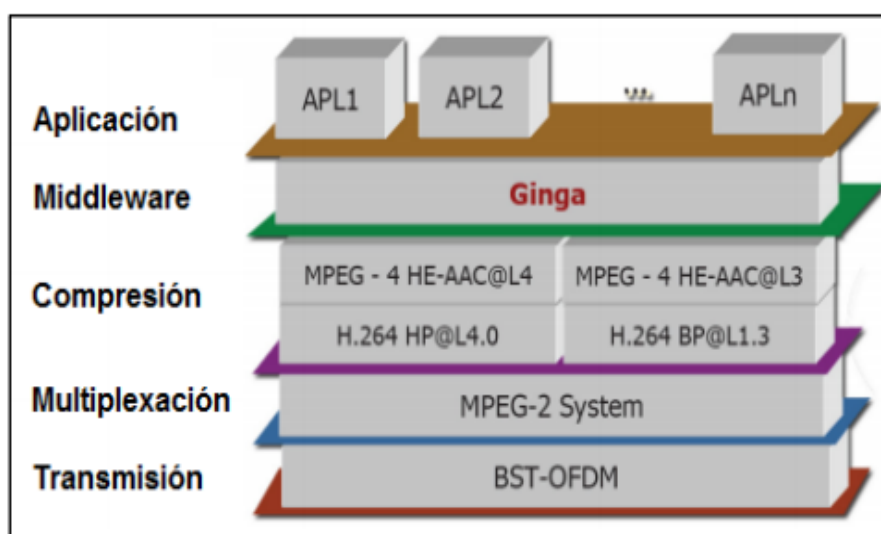 Aplicación
APL1 APL2 ... APLn
Middleware
Ginga
Compresión
MPEG - 4 HE-AAC@L4 MPEG - 4 HE-AAC@L3
H.264 HP@L4.0 H.264 BP@L1.3
Multiplexación
MPEG-2 System
Transmisión
BST-OFDM